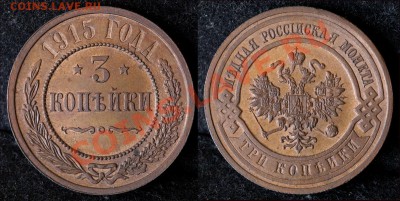 COINS.LAVE.RU
1915 ГОДА
3
КОПѢЙКИ
МѢДНАЯ РОССІЙСКАЯ МОНЕТА
ТРИ КОПѢЙКИ